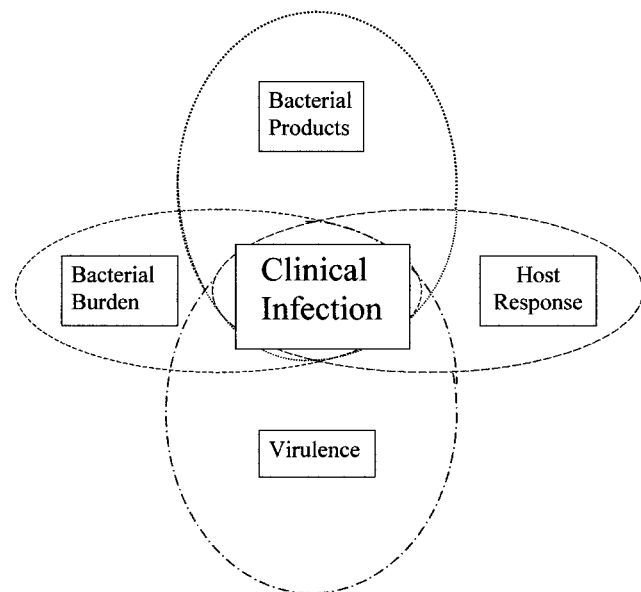 Bacterial
Products
Bacterial
Burden
Clinical
Infection
Host
Response
Virulence